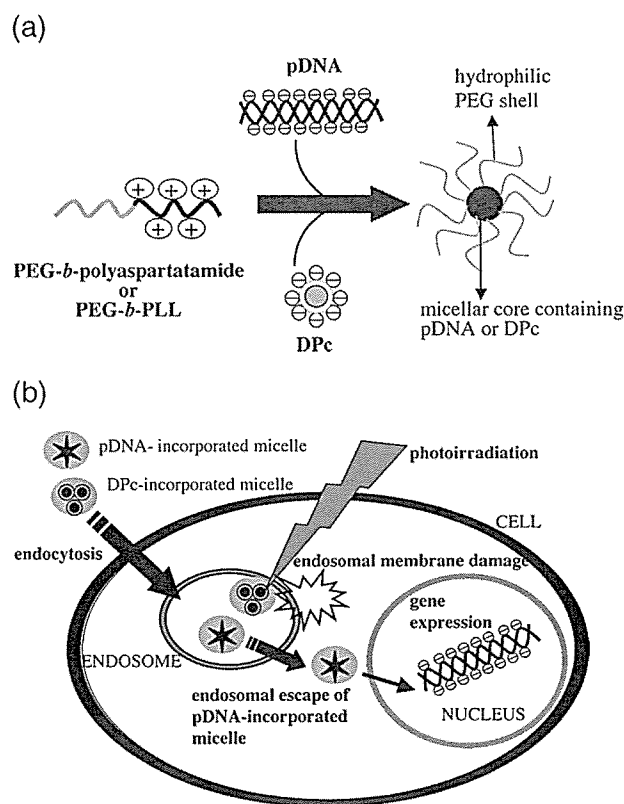 (a)
pDNA
hydrophilic
PEG shell
PEG-b-polyaspartatamide
or
PEG-b-PLL
DPc
micellar core containing
pDNA or DPc
(b)
pDNA- incorporated micelle
DPc-incorporated micelle
photoirradiation
endocytosis
CELL
endosomal membrane damage
gene
expression
ENDOSOME
endosomal escape of
pDNA-incorporated
micelle
NUCLEUS